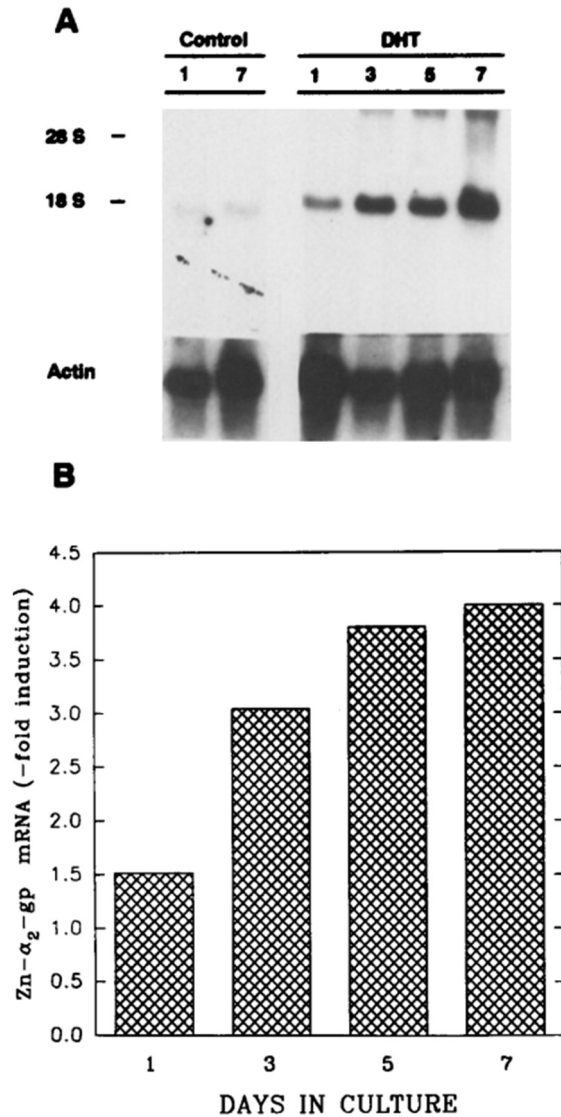 A
Control DHT
1 7 1 3 5 7
28 S –
18 S –
Actin
B
Zn-α₂-gp mRNA (-fold induction)
4.5
4.0
3.5
3.0
2.5
2.0
1.5
1.0
0.5
0.0
1 3 5 7
DAYS IN CULTURE